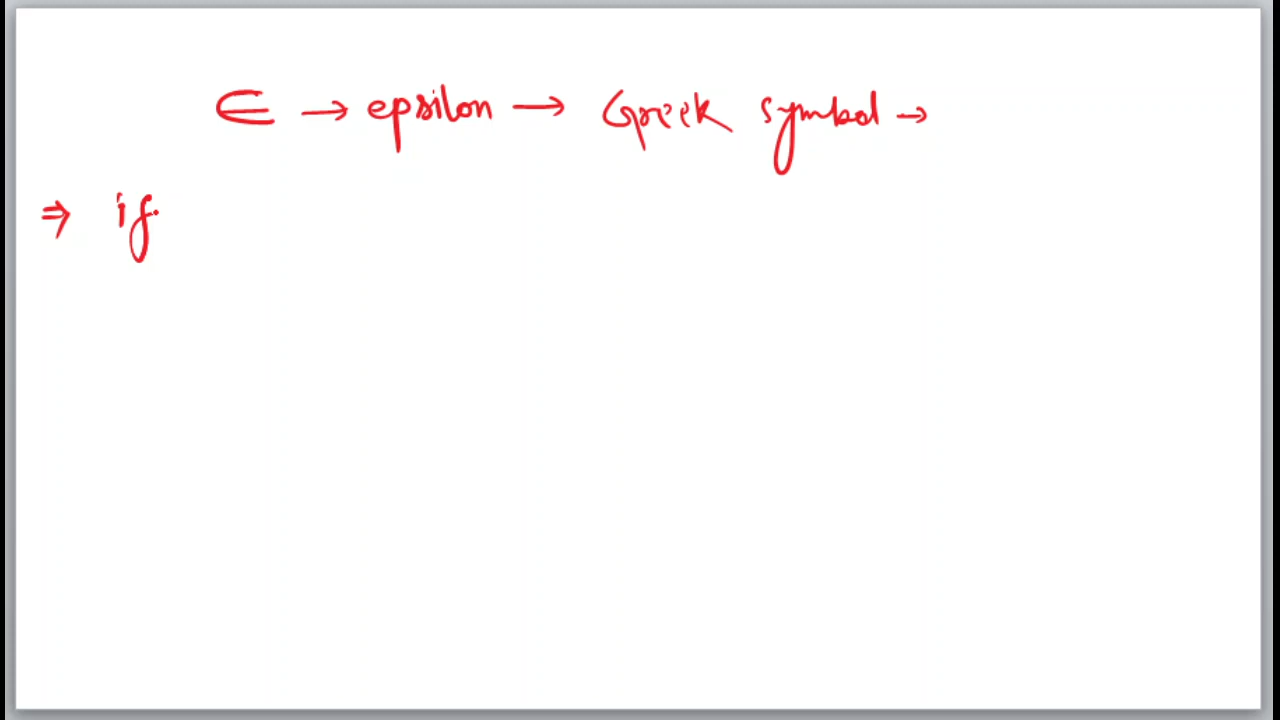 ∈ → epsilon → Greek symbol →
⇒ if